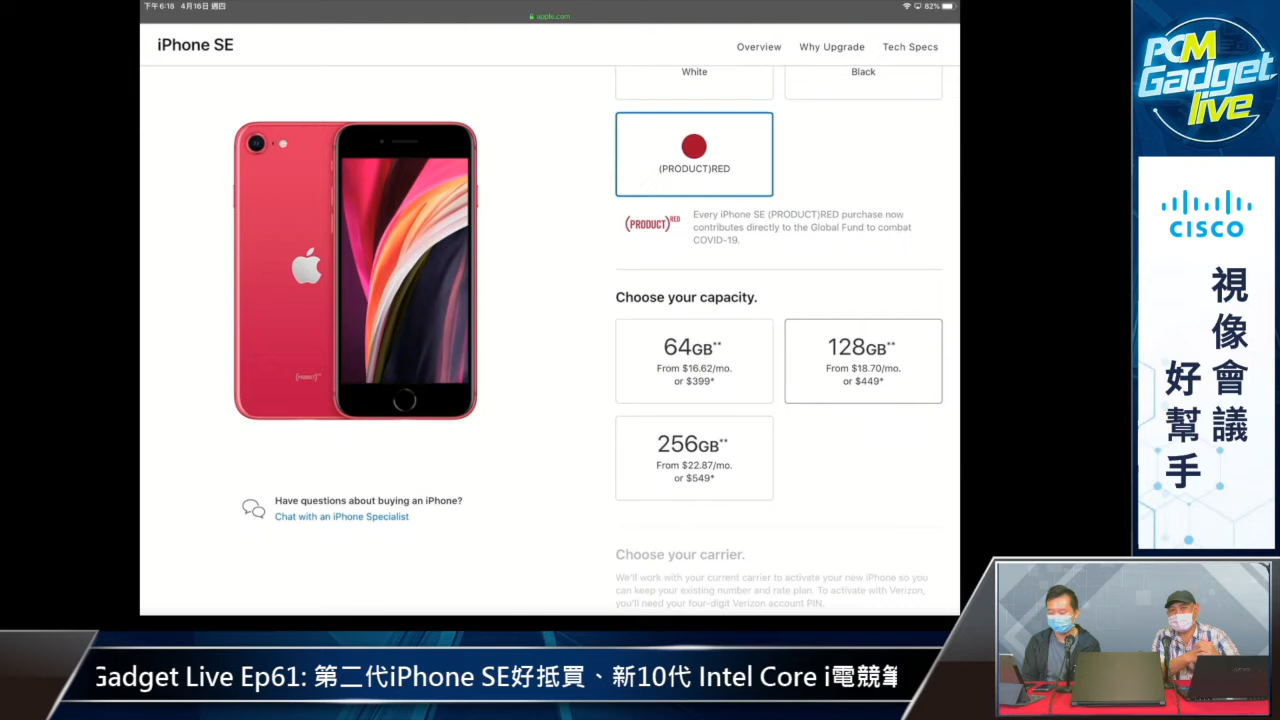 下午6:18 4月16日 週四
apple.com
82%
iPhone SE
Overview Why Upgrade Tech Specs
White
Black
(PRODUCT)RED
(PRODUCT)RED
Every iPhone SE (PRODUCT)RED purchase now
contributes directly to the Global Fund to combat
COVID-19.
Choose your capacity.
64GB**
From $16.62/mo.
or $399*
128GB**
From $18.70/mo.
or $449*
256GB**
From $22.87/mo.
or $549*
(PRODUCT)
Have questions about buying an iPhone?
Chat with an iPhone Specialist
Choose your carrier.
We'll work with your current carrier to activate your new iPhone so you
can keep your existing number and rate plan. To activate with Verizon,
you'll need your four-digit Verizon account PIN.
PCM
Gadget
live
CISCO
視像會議
好幫手
Gadget Live Ep61: 第二代iPhone SE好抵買、新10代 Intel Core i電競筆